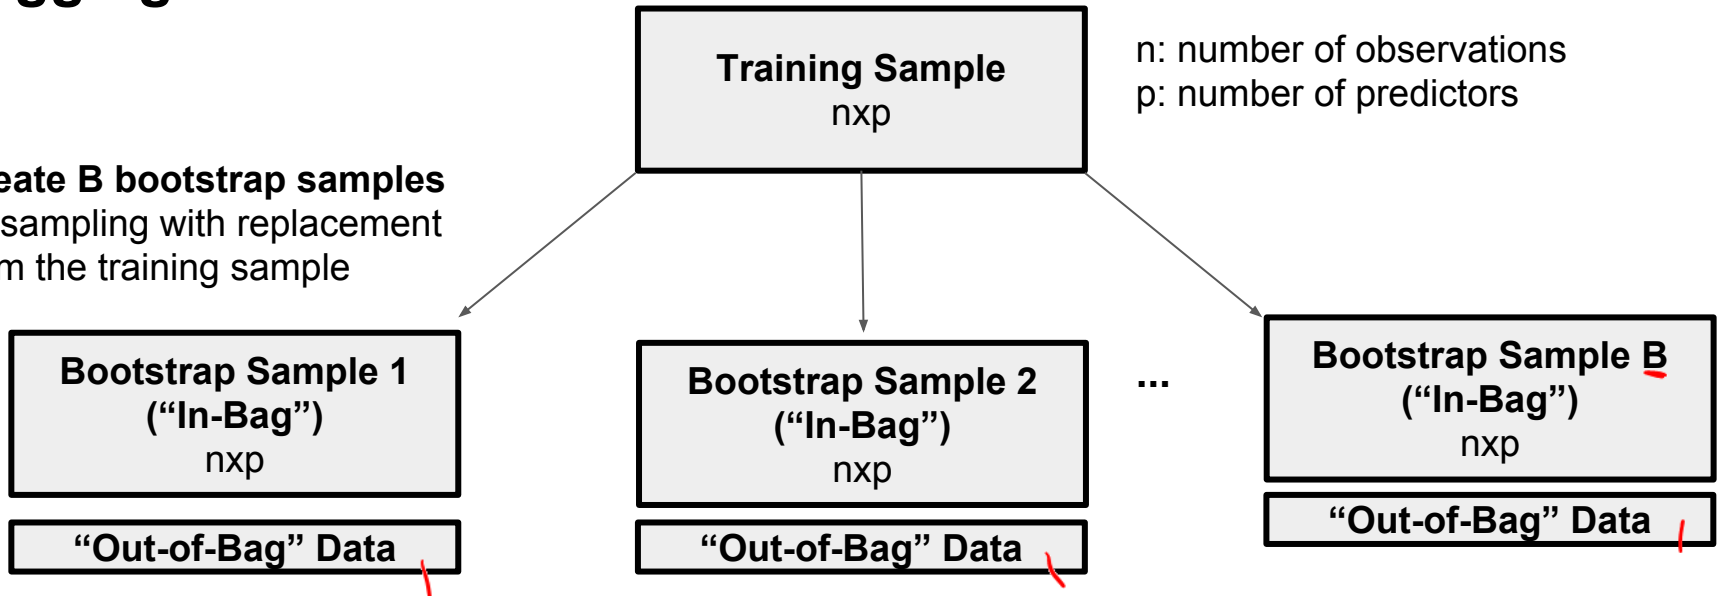 Training Sample
nxp
n: number of observations
p: number of predictors
eate B bootstrap samples
sampling with replacement
m the training sample
Bootstrap Sample 1
(“In-Bag”)
nxp
“Out-of-Bag” Data
Bootstrap Sample 2
(“In-Bag”)
nxp
“Out-of-Bag” Data
...
Bootstrap Sample B
(“In-Bag”)
nxp
“Out-of-Bag” Data